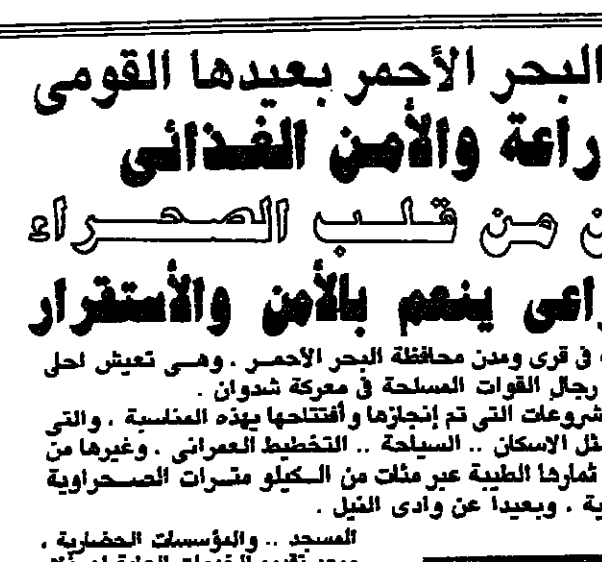 البحر الأحمر بعيدها القومى
راعة والأمن الغذائى
ن من قلب الصحراء
راعى ينعم بالأمن والأستقرار
فى قرى ومدن محافظة البحر الأحمر . وهى تعيش احلى
رجال القوات المسلحة فى معركة شدوان .
شروعات التى تم إنجازها وأفتتاحها بهذه المناسبة . والتى
مثل الاسكان .. السياحة .. التخطيط العمرانى . وغيرها من
ثمارها الطيبة عبر مئات من الكيلو مترات الصحراوية
ية . وبعيدا عن وادى النيل .
المسجد .. والمؤسسات الحضارية .